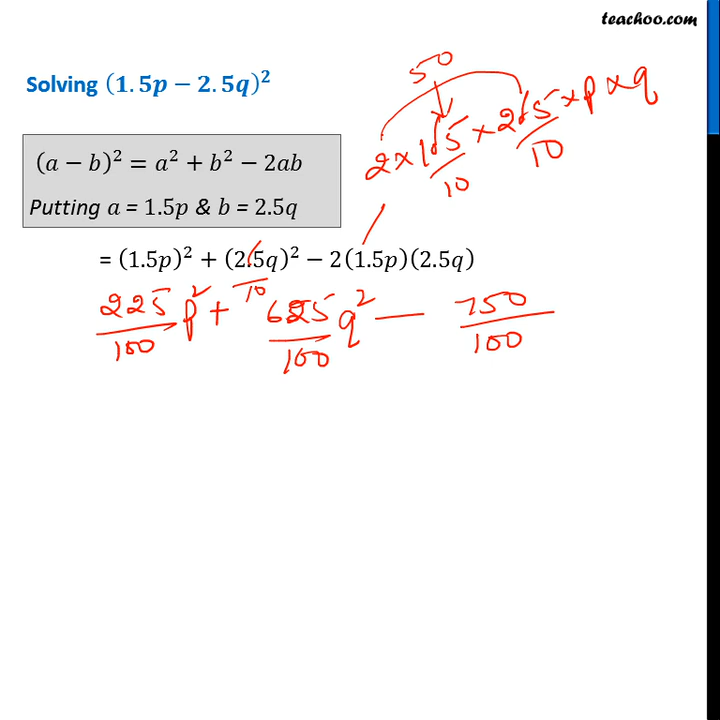 teachoo.com
Solving (1.5p − 2.5q)²
50
2 × 15/10 × 25/10 × p × q
(a − b)² = a² + b² − 2ab
Putting a = 1.5p & b = 2.5q
= (1.5p)² + (2.5q)² − 2(1.5p)(2.5q)
10
225/100 p² + 625/100 q² − 750/100